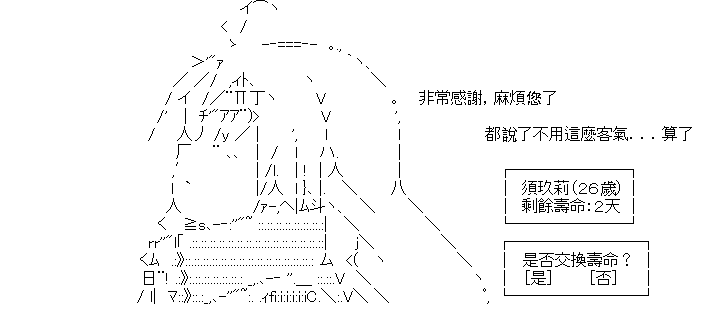 非常感謝，麻煩您了
都說了不用這麼客氣...算了
須玖莉(26歲)
剩餘壽命:2天
是否交換壽命？
[是] [否]